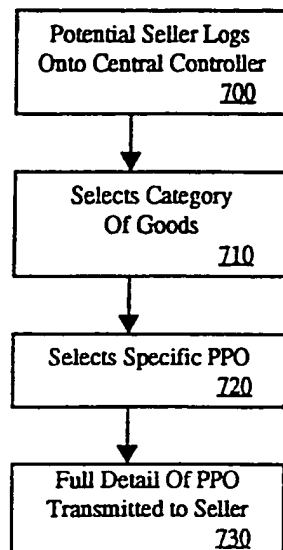 Potential Seller Logs
Onto Central Controller
700
Selects Category
Of Goods
710
Selects Specific PPO
720
Full Detail Of PPO
Transmitted to Seller
730